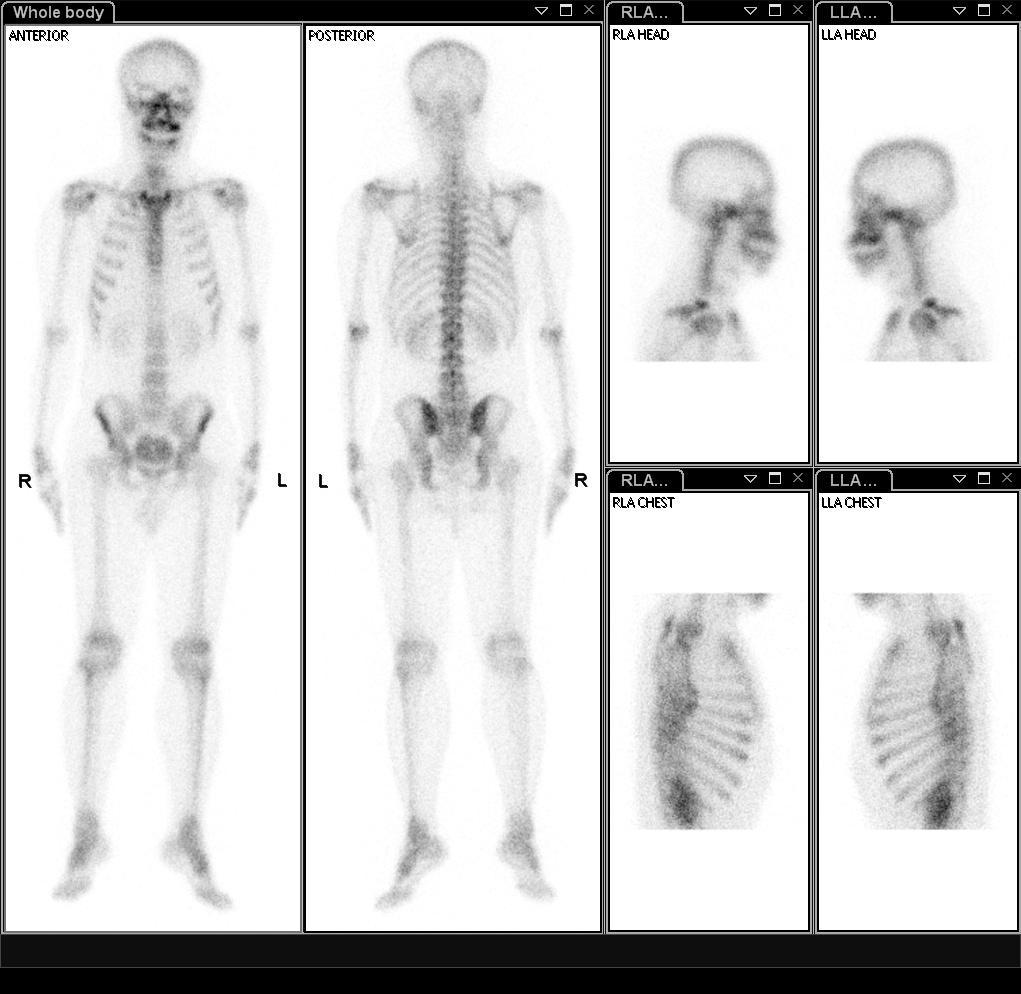 Whole body
ANTERIOR
POSTERIOR
R
L
L
R
RLA...
RLA HEAD
LLA...
LLA HEAD
RLA...
RLA CHEST
LLA...
LLA CHEST